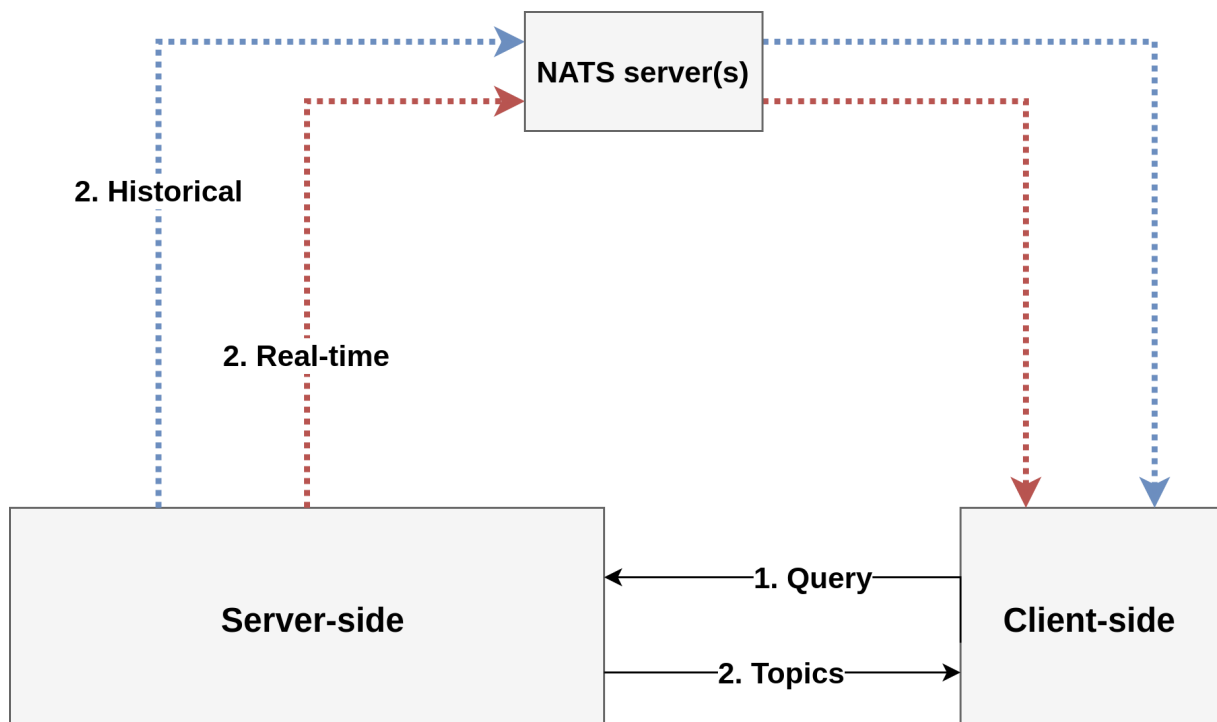 NATS server(s)
2. Historical
2. Real-time
1. Query
Server-side
Client-side
2. Topics